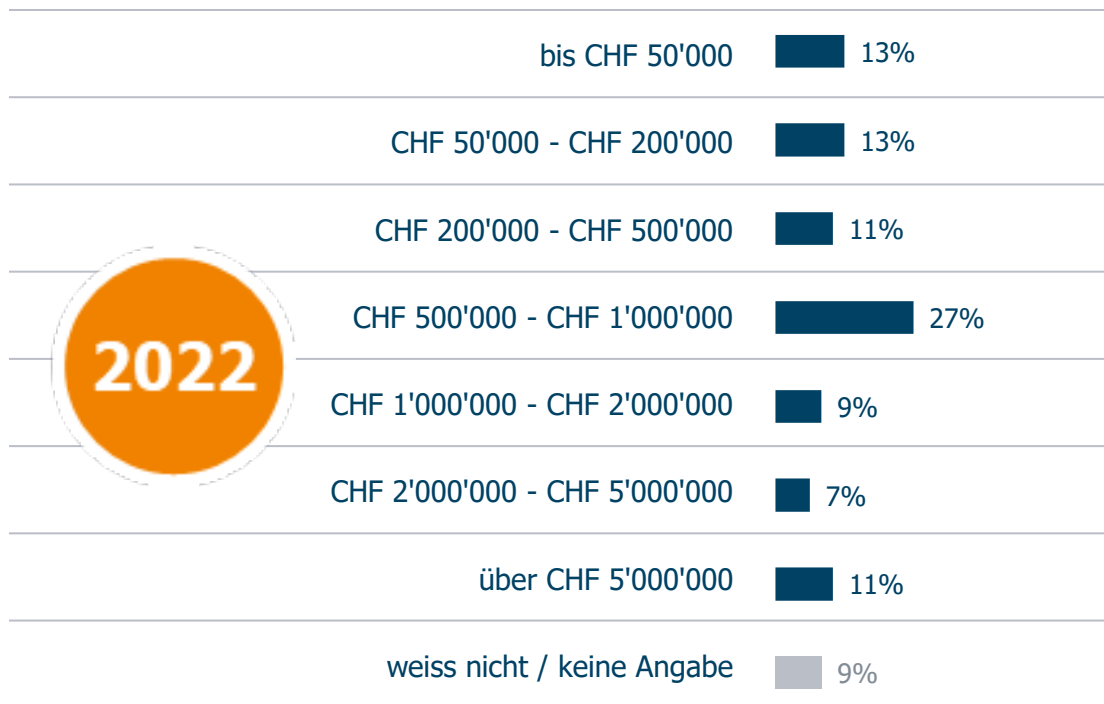 bis CHF 50'000 13%
CHF 50'000 - CHF 200'000 13%
CHF 200'000 - CHF 500'000 11%
CHF 500'000 - CHF 1'000'000 27%
2022
CHF 1'000'000 - CHF 2'000'000 9%
CHF 2'000'000 - CHF 5'000'000 7%
über CHF 5'000'000 11%
weiss nicht / keine Angabe 9%